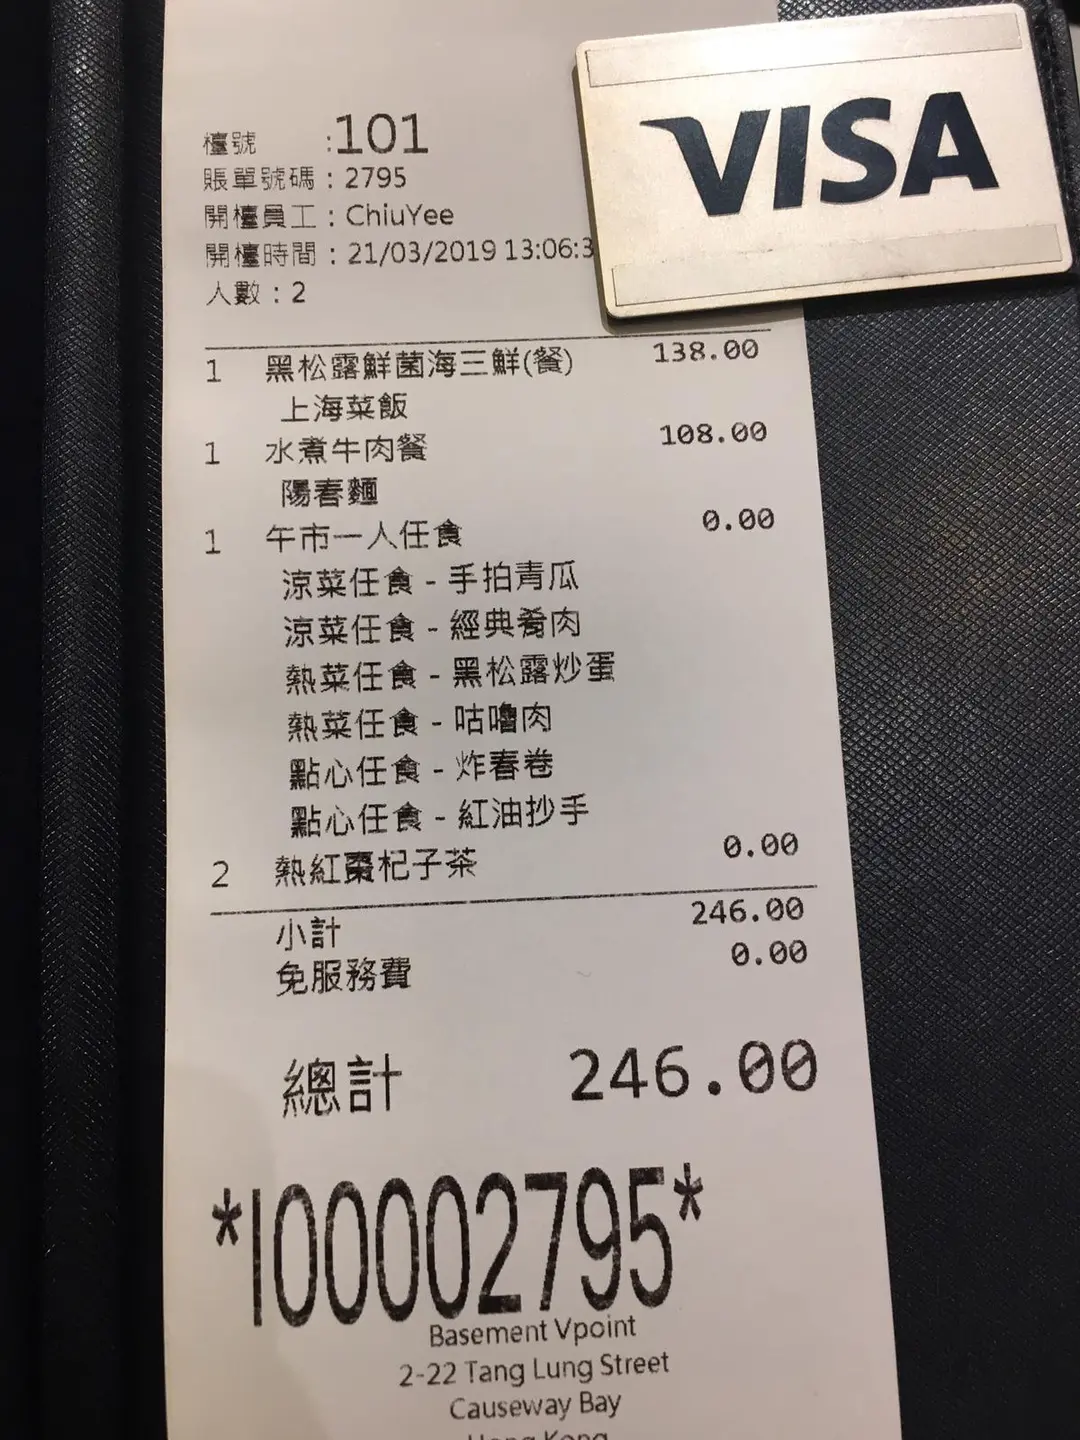 VISA
檯號 :101
賬單號碼 : 2795
開檯員工 : ChiuYee
開檯時間 : 21/03/2019 13:06:3
人數 : 2
1 黑松露鮮菌海三鮮(餐) 138.00
上海菜飯
1 水煮牛肉餐 108.00
陽春麵
1 午市一人任食 0.00
涼菜任食 - 手拍青瓜
涼菜任食 - 經典肴肉
熱菜任食 - 黑松露炒蛋
熱菜任食 - 咕嚕肉
點心任食 - 炸春卷
點心任食 - 紅油抄手
2 熱紅棗杞子茶 0.00
小計 246.00
免服務費 0.00
總計 246.00
*I00002795*
Basement Vpoint
2-22 Tang Lung Street
Causeway Bay
Hong Kong